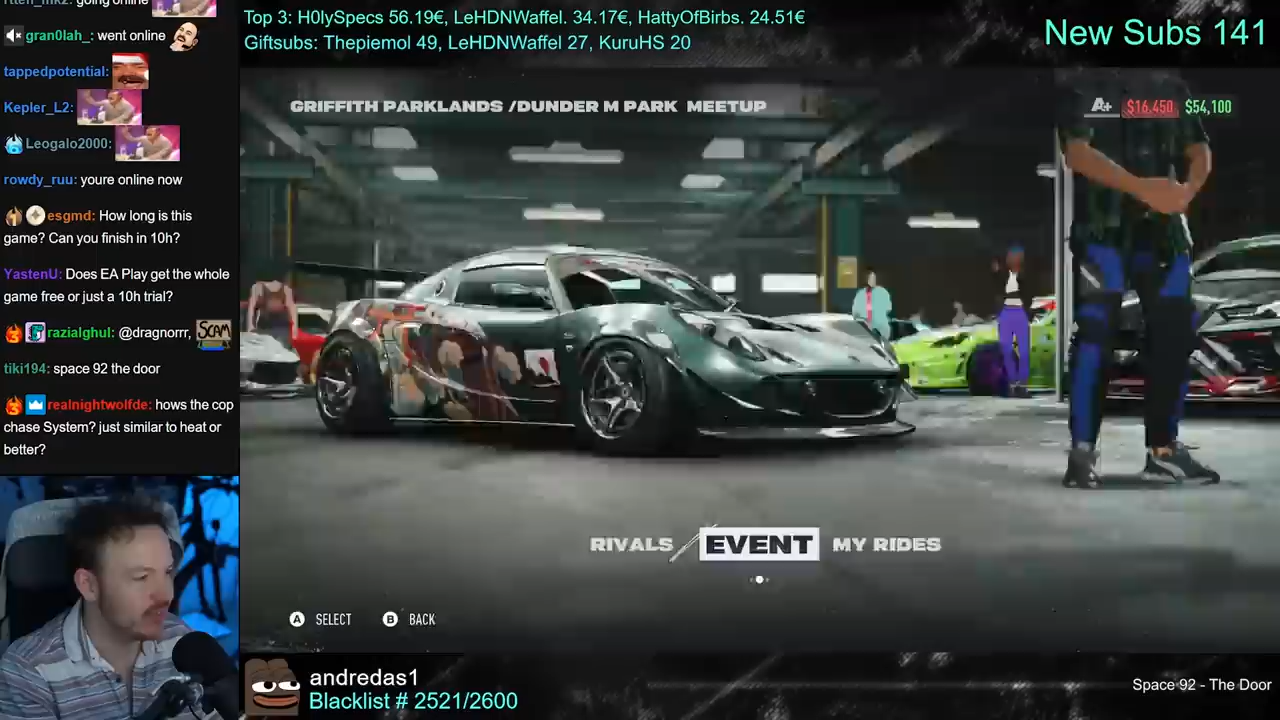 going online
gran0lah_: went online
tappedpotential:
Kepler_L2:
Leogalo2000:
rowdy_ruu: youre online now
esgmd: How long is this
game? Can you finish in 10h?
YastenU: Does EA Play get the whole
game free or just a 10h trial?
razialghul: @dragnorrr, SCAM
tiki194: space 92 the door
realnightwolfde: hows the cop
chase System? just similar to heat or
better?
Top 3: H0lySpecs 56.19€, LeHDNWaffel. 34.17€, HattyOfBirbs. 24.51€
Giftsubs: Thepiemol 49, LeHDNWaffel 27, KuruHS 20
New Subs 141
GRIFFITH PARKLANDS /DUNDER M PARK MEETUP
A+ $16,450 $54,100
RIVALS EVENT MY RIDES
A SELECT B BACK
andredas1
Blacklist # 2521/2600
Space 92 - The Door